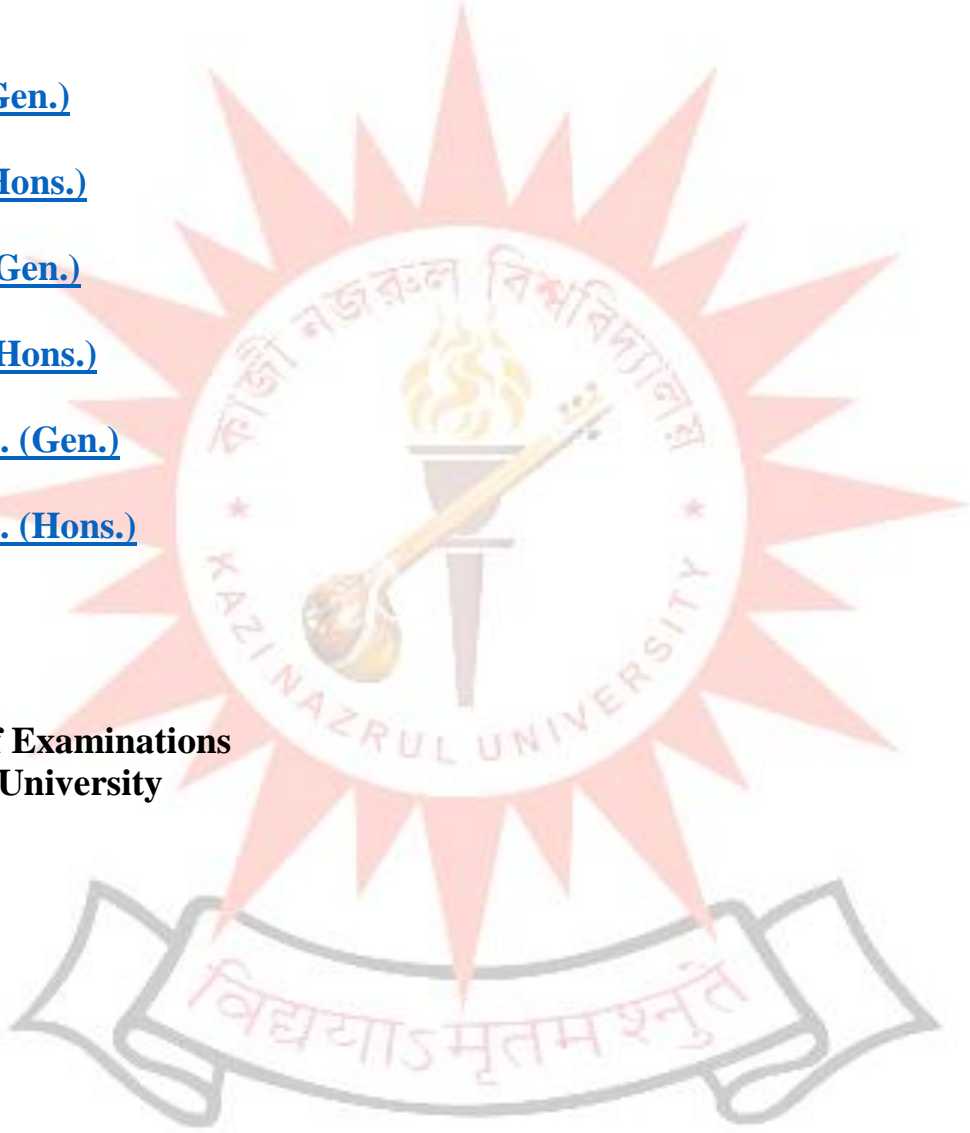 Gen.)
Hons.)
Gen.)
Hons.)
. (Gen.)
. (Hons.)
f Examinations
University
কাজী নজরুল বিশ্ববিদ্যালয়
KAZI NAZRUL UNIVERSITY
विद्ययाऽमृतमश्नुते